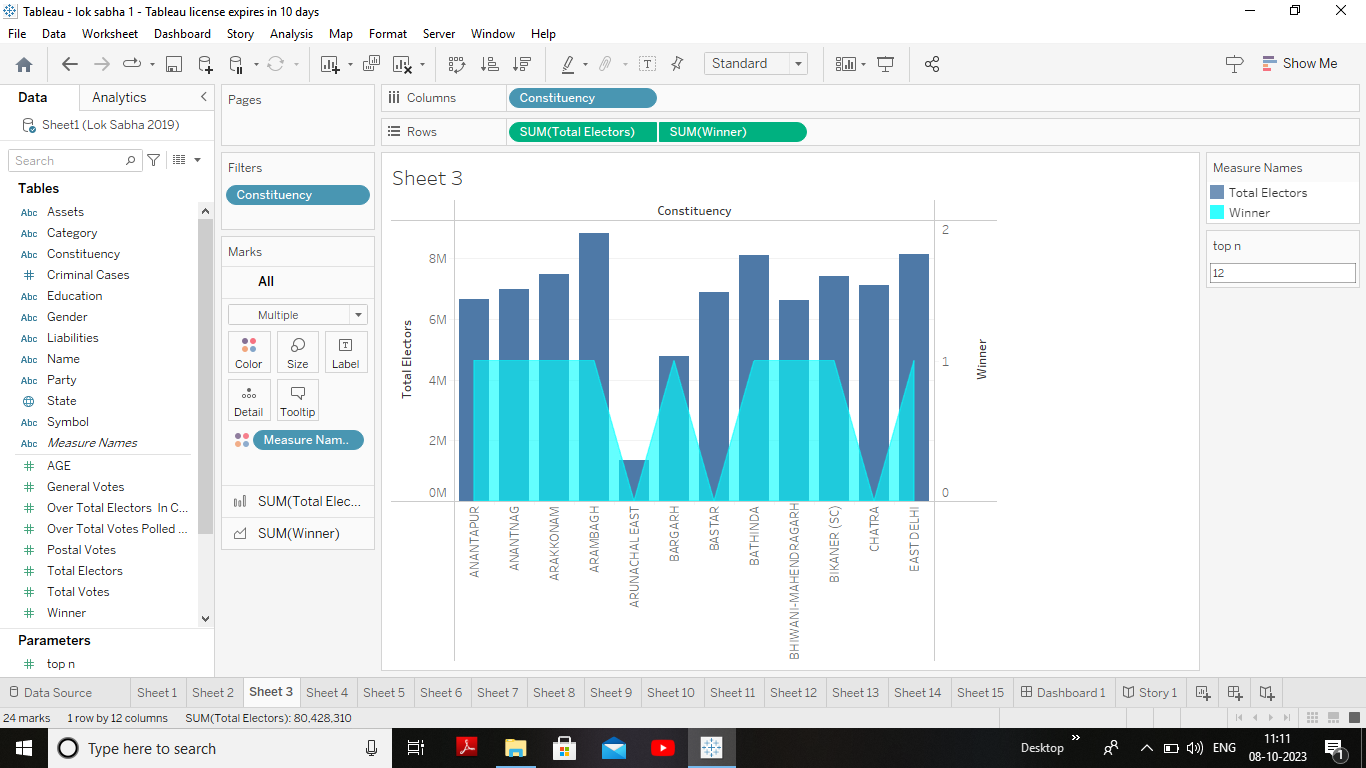 Tableau - lok sabha 1 - Tableau license expires in 10 days
File Data Worksheet Dashboard Story Analysis Map Format Server Window Help
Standard
Show Me
Data Analytics
Sheet1 (Lok Sabha 2019)
Search
Tables
Abc Assets
Abc Category
Abc Constituency
# Criminal Cases
Abc Education
Abc Gender
Abc Liabilities
Abc Name
Abc Party
State
Abc Symbol
Abc Measure Names
# AGE
# General Votes
# Over Total Electors In C...
# Over Total Votes Polled ...
# Postal Votes
# Total Electors
# Total Votes
# Winner
Parameters
# top n
Pages
Filters
Constituency
Marks
All
Multiple
Color Size Label
Detail Tooltip
Measure Nam..
SUM(Total Elec...
SUM(Winner)
Columns Constituency
Rows SUM(Total Electors) SUM(Winner)
Sheet 3
Constituency
Total Electors
8M
6M
4M
2M
0M
2
1
0
Winner
ANANTAPUR
ANANTNAG
ARAKKONAM
ARAMBAGH
ARUNACHAL EAST
BARGARH
BASTAR
BATHINDA
BHIWANI-MAHENDRAGARH
BIKANER (SC)
CHATRA
EAST DELHI
Measure Names
Total Electors
Winner
top n
12
Data Source Sheet 1 Sheet 2 Sheet 3 Sheet 4 Sheet 5 Sheet 6 Sheet 7 Sheet 8 Sheet 9 Sheet 10 Sheet 11 Sheet 12 Sheet 13 Sheet 14 Sheet 15 Dashboard 1 Story 1
24 marks 1 row by 12 columns SUM(Total Electors): 80,428,310
Type here to search
Desktop
ENG
11:11
08-10-2023
1